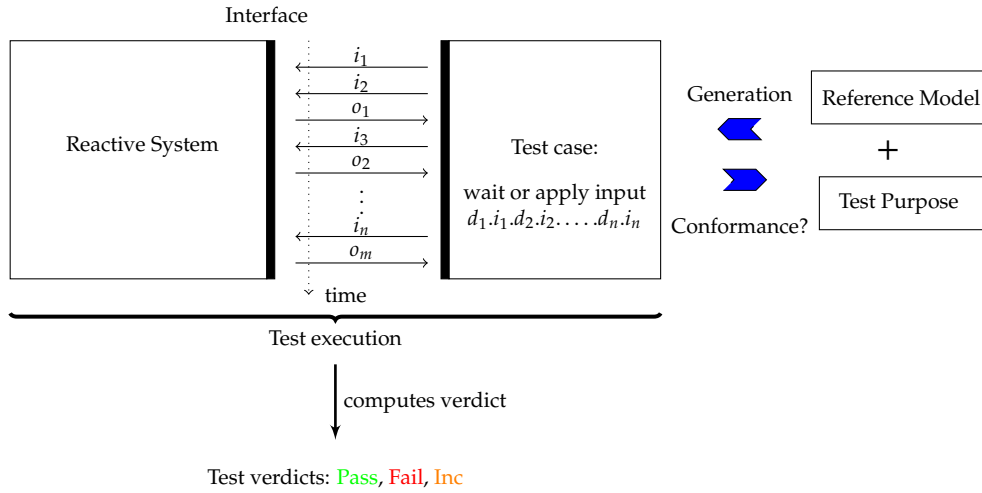 Interface
Reactive System
i₁
i₂
o₁
i₃
o₂
⋮
iₙ
oₘ
time
Test case:
wait or apply input
d₁.i₁.d₂.i₂.....dₙ.iₙ
Generation
Conformance?
Reference Model
+
Test Purpose
Test execution
computes verdict
Test verdicts: Pass, Fail, Inc